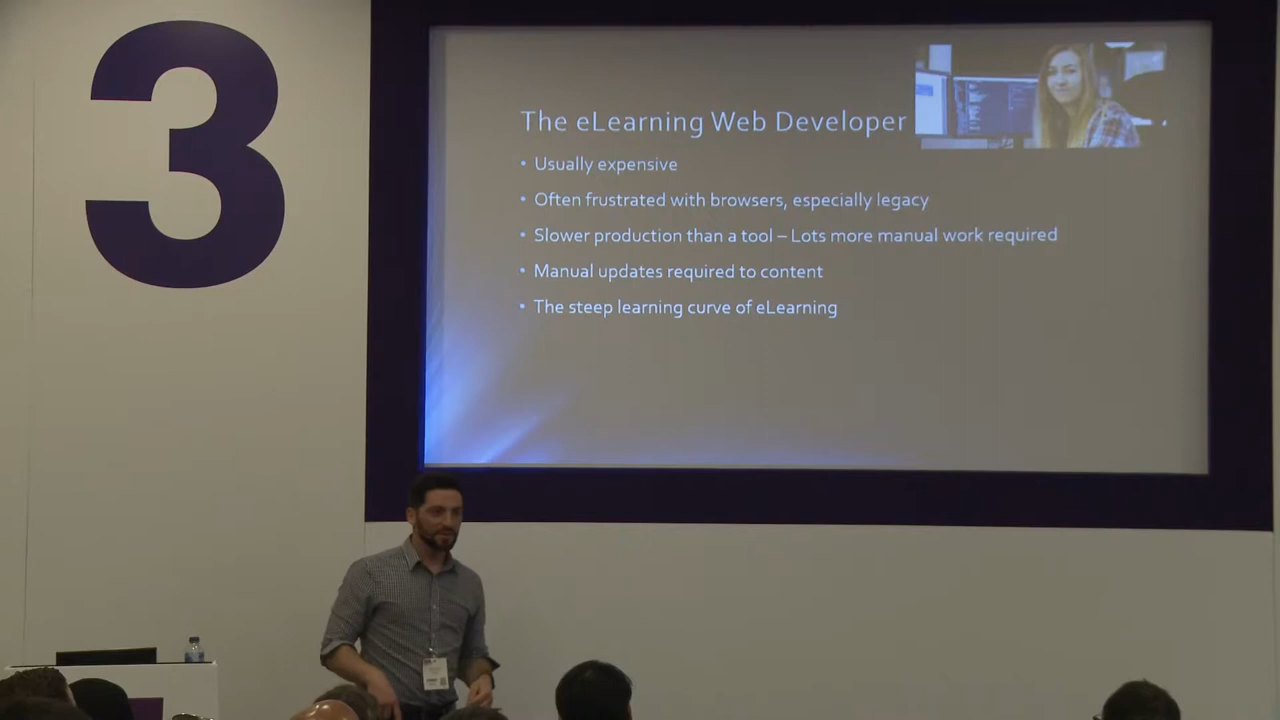 3
The eLearning Web Developer
• Usually expensive
• Often frustrated with browsers, especially legacy
• Slower production than a tool – Lots more manual work required
• Manual updates required to content
• The steep learning curve of eLearning